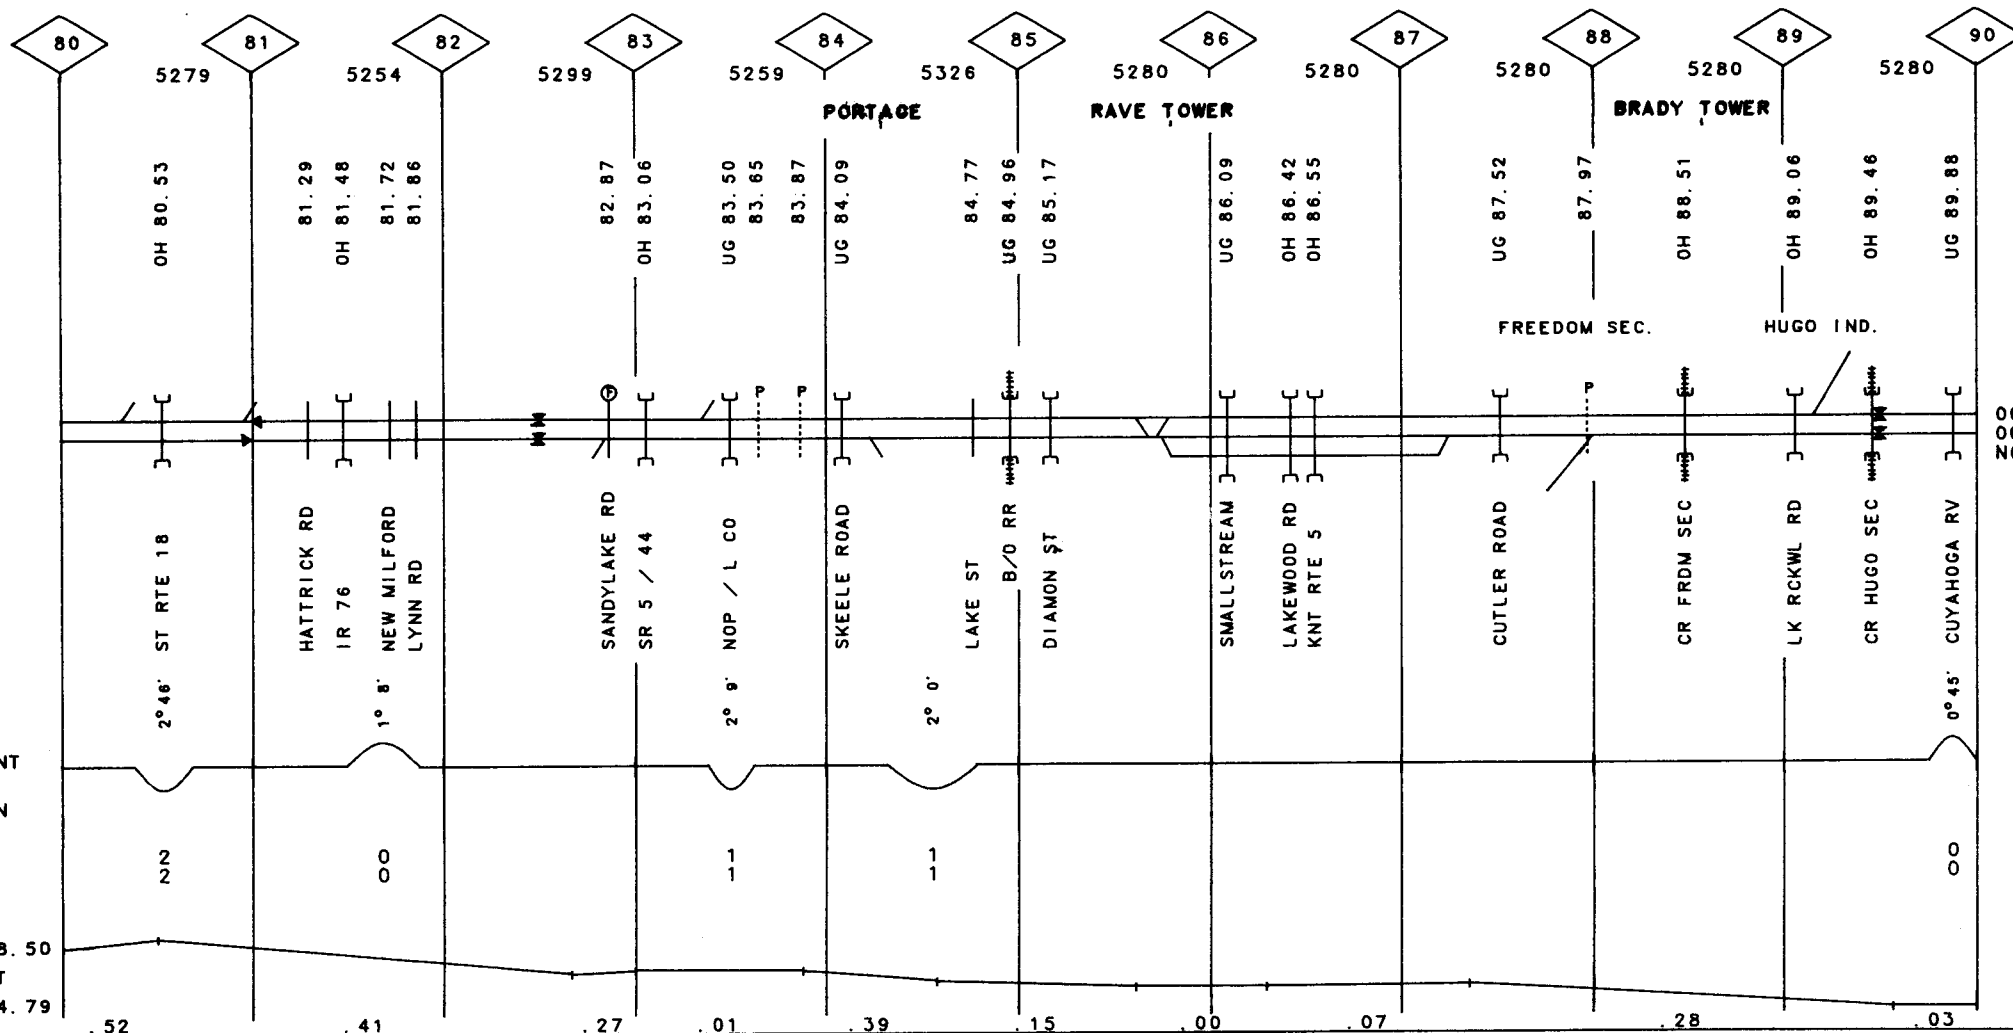 80 81 82 83 84 85 86 87 88 89 90
5279 5254 5299 5259 5326 5280 5280 5280 5280 5280
PORTAGE RAVE TOWER BRADY TOWER
OH 80.53
81.29
OH 81.48
81.72
81.86
82.87
OH 83.06
UG 83.50
83.65
83.87
UG 84.09
84.77
UG 84.96
UG 85.17
UG 86.09
OH 86.42
OH 86.55
UG 87.52
87.97
OH 88.51
OH 89.06
OH 89.46
UG 89.88
FREEDOM SEC. HUGO IND.
P P P
ST RTE 18
HATTRICK RD
IR 76
NEW MILFORD
LYNN RD
SANDYLAKE RD
SR 5 / 44
NOP / L CO
SKEELE ROAD
LAKE ST
B/O RR
DIAMON ST
SMALLSTREAM
LAKEWOOD RD
KNT RTE 5
CUTLER ROAD
CR FRDM SEC
LK RCKWL RD
CR HUGO SEC
CUYAHOGA RV
2°46'
1° 8'
2° 9'
2° 0'
0°45'
NT
N
2 0 1 1 0
2 0 1 1 0
8.50
T
4.79
.52 .41 .27 .01 .39 .15 .00 .07 .28 .03